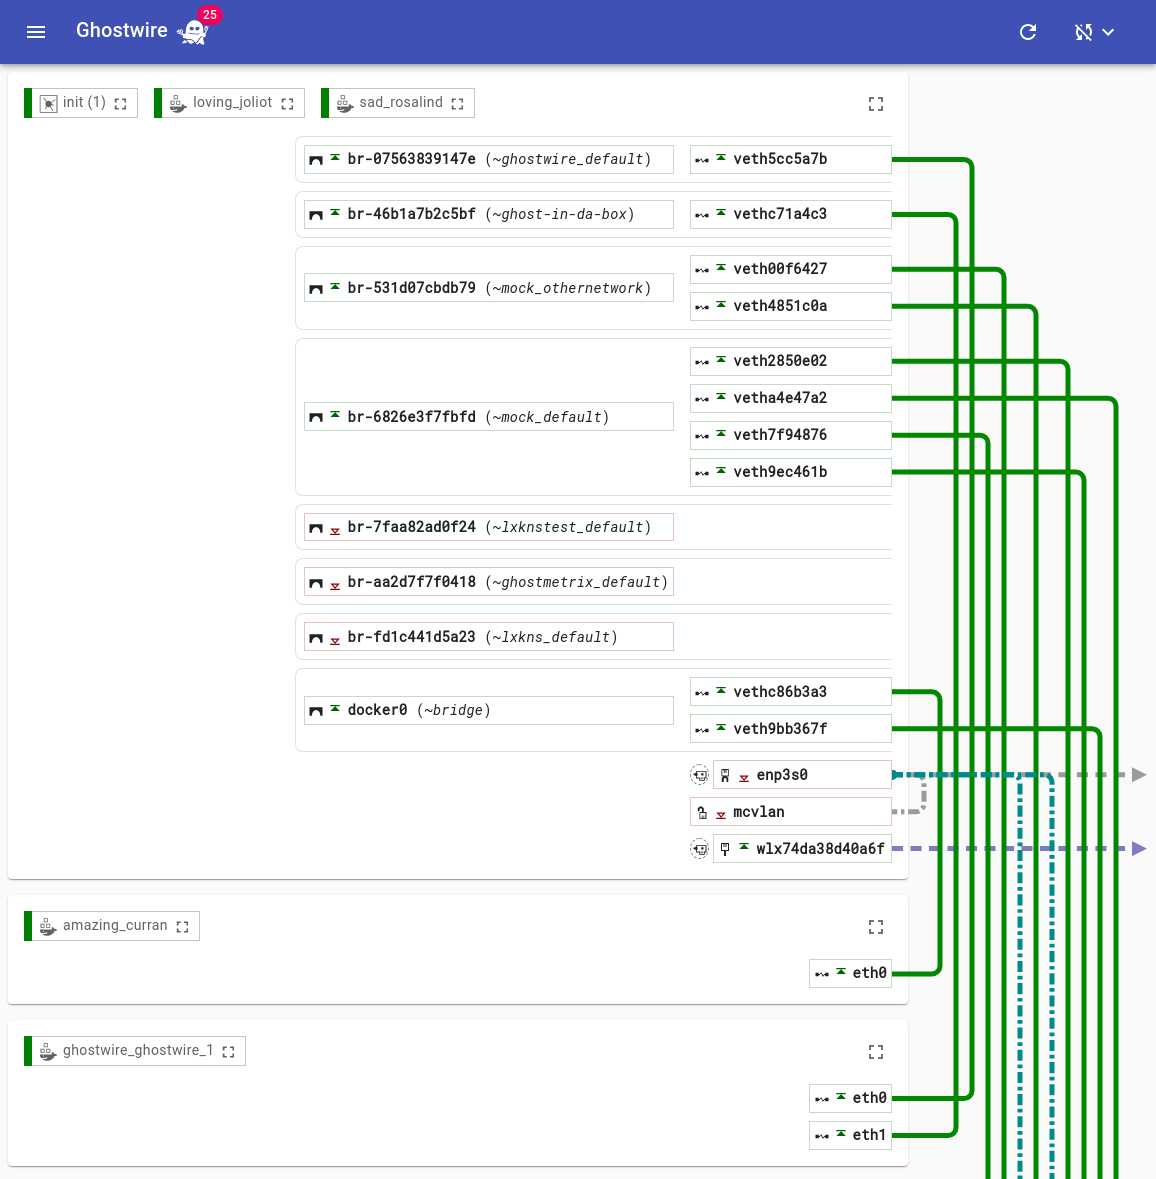 Ghostwire 25
init (1) loving_joliot sad_rosalind
br-07563839147e (~ghostwire_default) veth5cc5a7b
br-46b1a7b2c5bf (~ghost-in-da-box) vethc71a4c3
veth00f6427
br-531d07cbdb79 (~mock_othernetwork)
veth4851c0a
veth2850e02
vetha4e47a2
br-6826e3f7fbfd (~mock_default)
veth7f94876
veth9ec461b
br-7faa82ad0f24 (~lxknstest_default)
br-aa2d7f7f0418 (~ghostmetrix_default)
br-fd1c441d5a23 (~lxkns_default)
vethc86b3a3
docker0 (~bridge)
veth9bb367f
enp3s0
mcvlan
wlx74da38d40a6f
amazing_curran
eth0
ghostwire_ghostwire_1
eth0
eth1